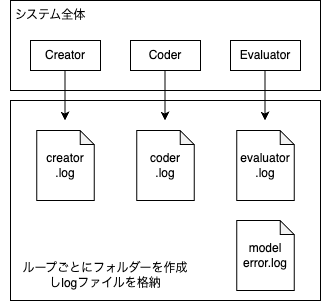 システム全体
Creator
Coder
Evaluator
creator
.log
coder
.log
evaluator
.log
model
error.log
ループごとにフォルダーを作成
しlogファイルを格納